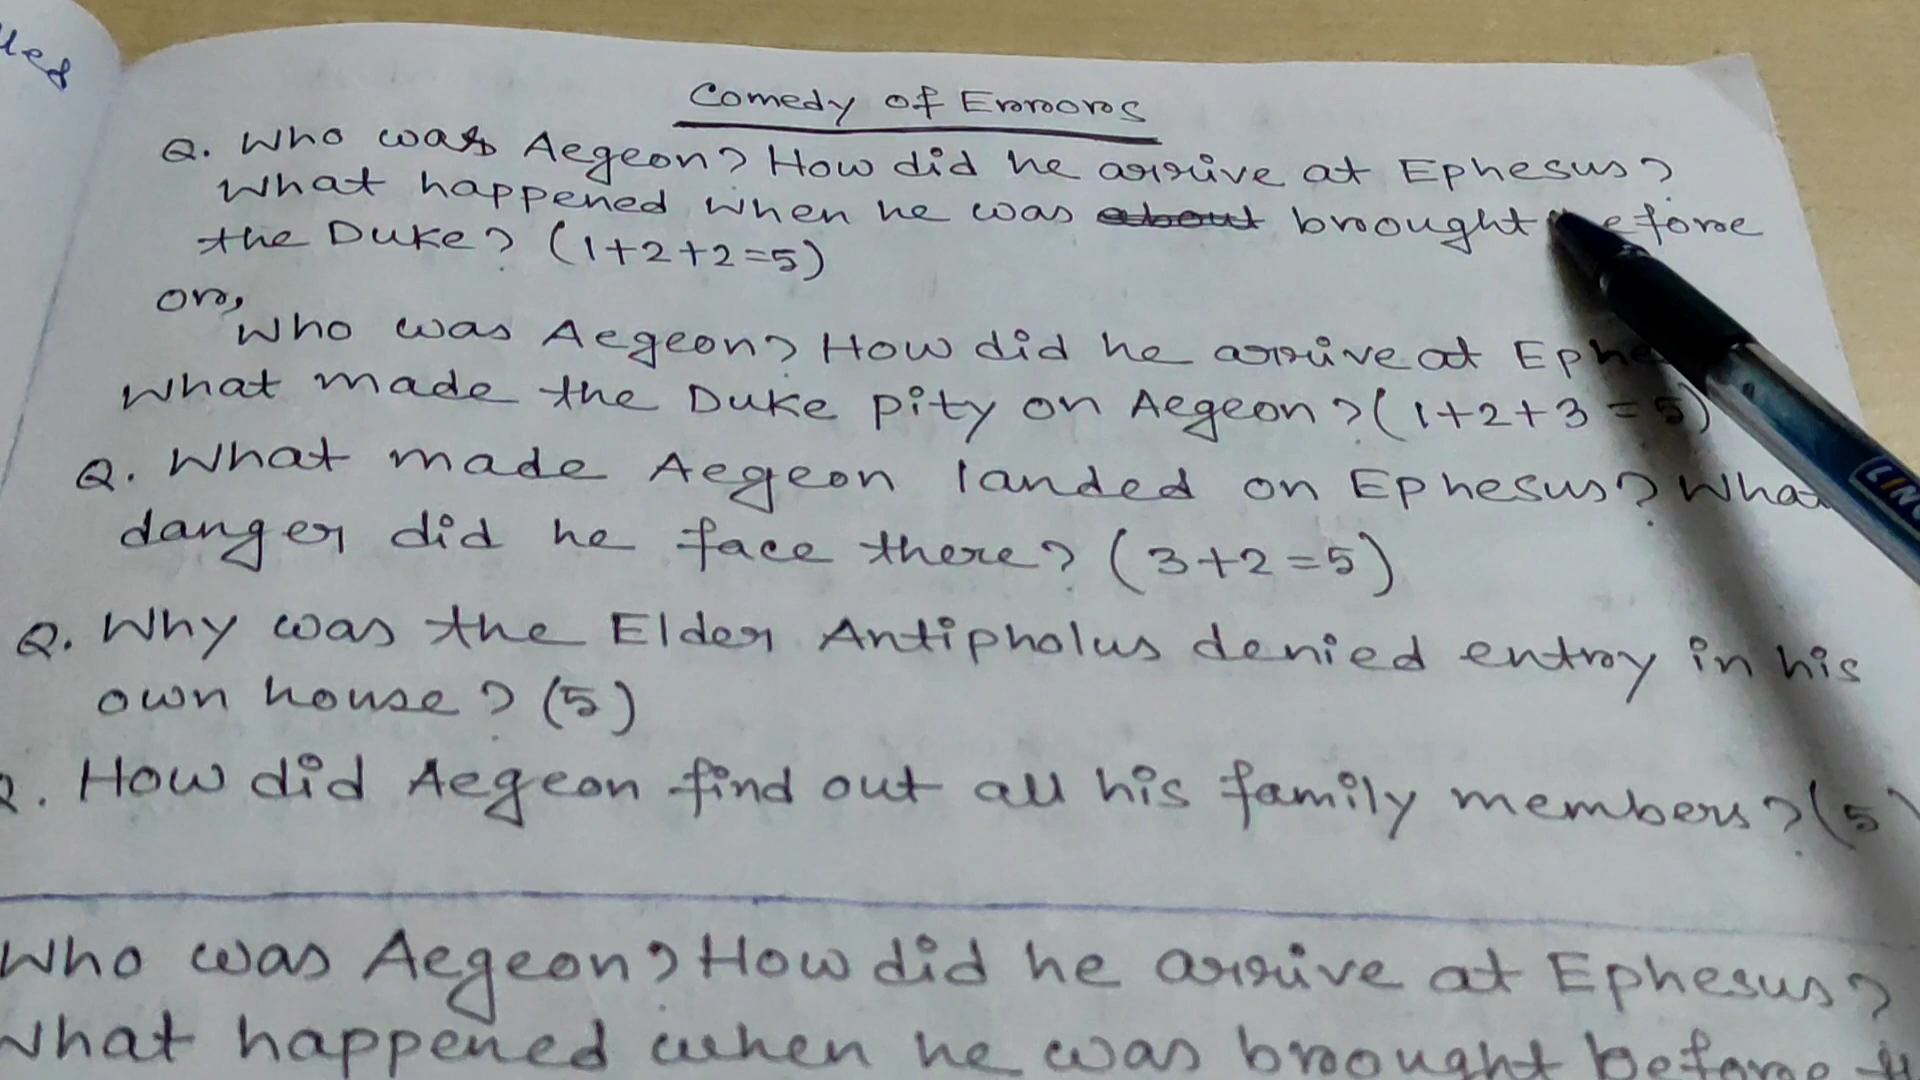 ues
Comedy of Errors
Q. Who was Aegeon? How did he arrive at Ephesus?
What happened when he was about brought efore
the Duke? (1+2+2=5)
or,
Who was Aegeon? How did he arrive at Ephe
What made the Duke pity on Aegeon? (1+2+3=5)
Q. What made Aegeon landed on Ephesus? What
danger did he face there? (3+2=5)
Q. Why was the Elder Antipholus denied entry in his
own house? (5)
Q. How did Aegeon find out all his family members? (5)
Who was Aegeon? How did he arrive at Ephesus?
What happened when he was brought before
LINC